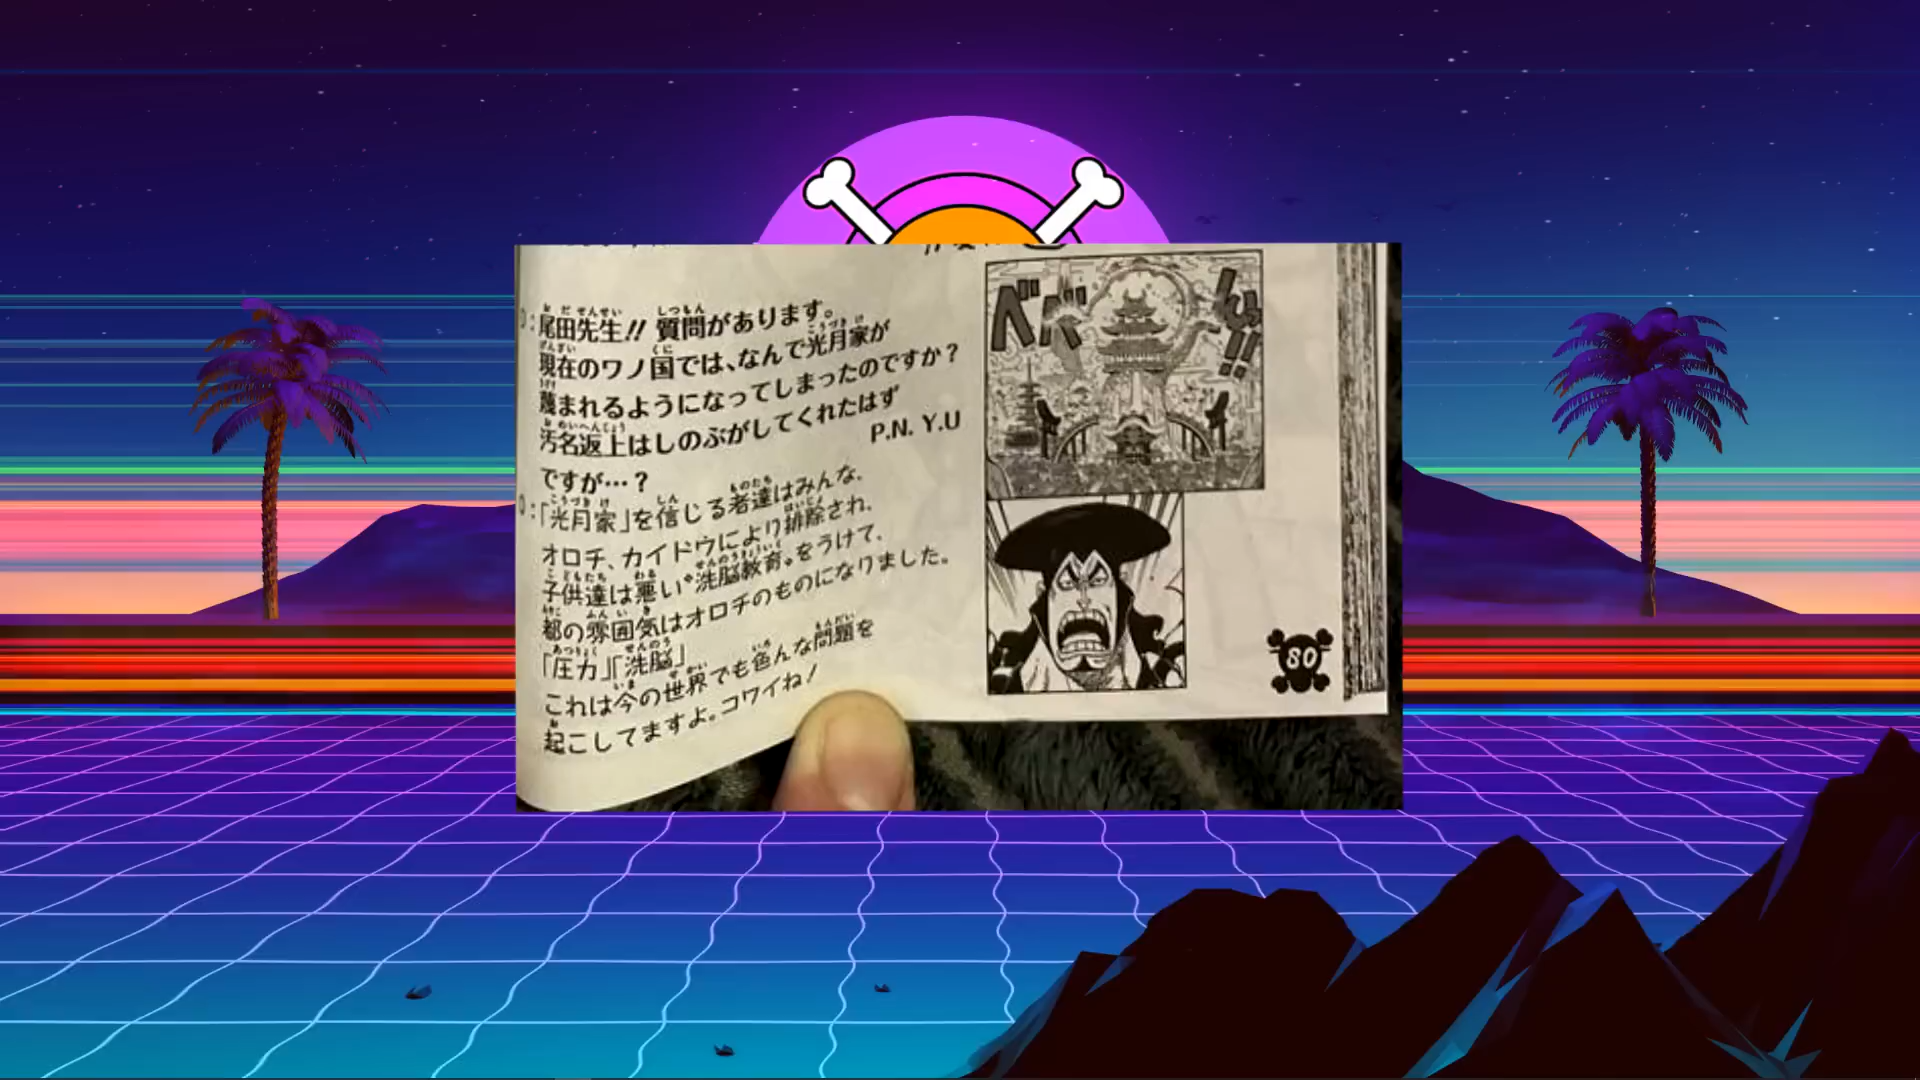 D:尾田先生!! 質問があります。
現在のワノ国では、なんで光月家が
蔑まれるようになってしまったのですか?
汚名返上はしのぶがしてくれたはず
ですが…?
P.N. Y.U
O:「光月家」を信じる者達はみんな、
オロチ、カイドウにより排除され、
子供達は悪い"洗脳教育"をうけて、
都の雰囲気はオロチのものになりました。
「圧力」「洗脳」
これは今の世界でも色んな問題を
起こしてますよ。コワイね!
べべん!!
80